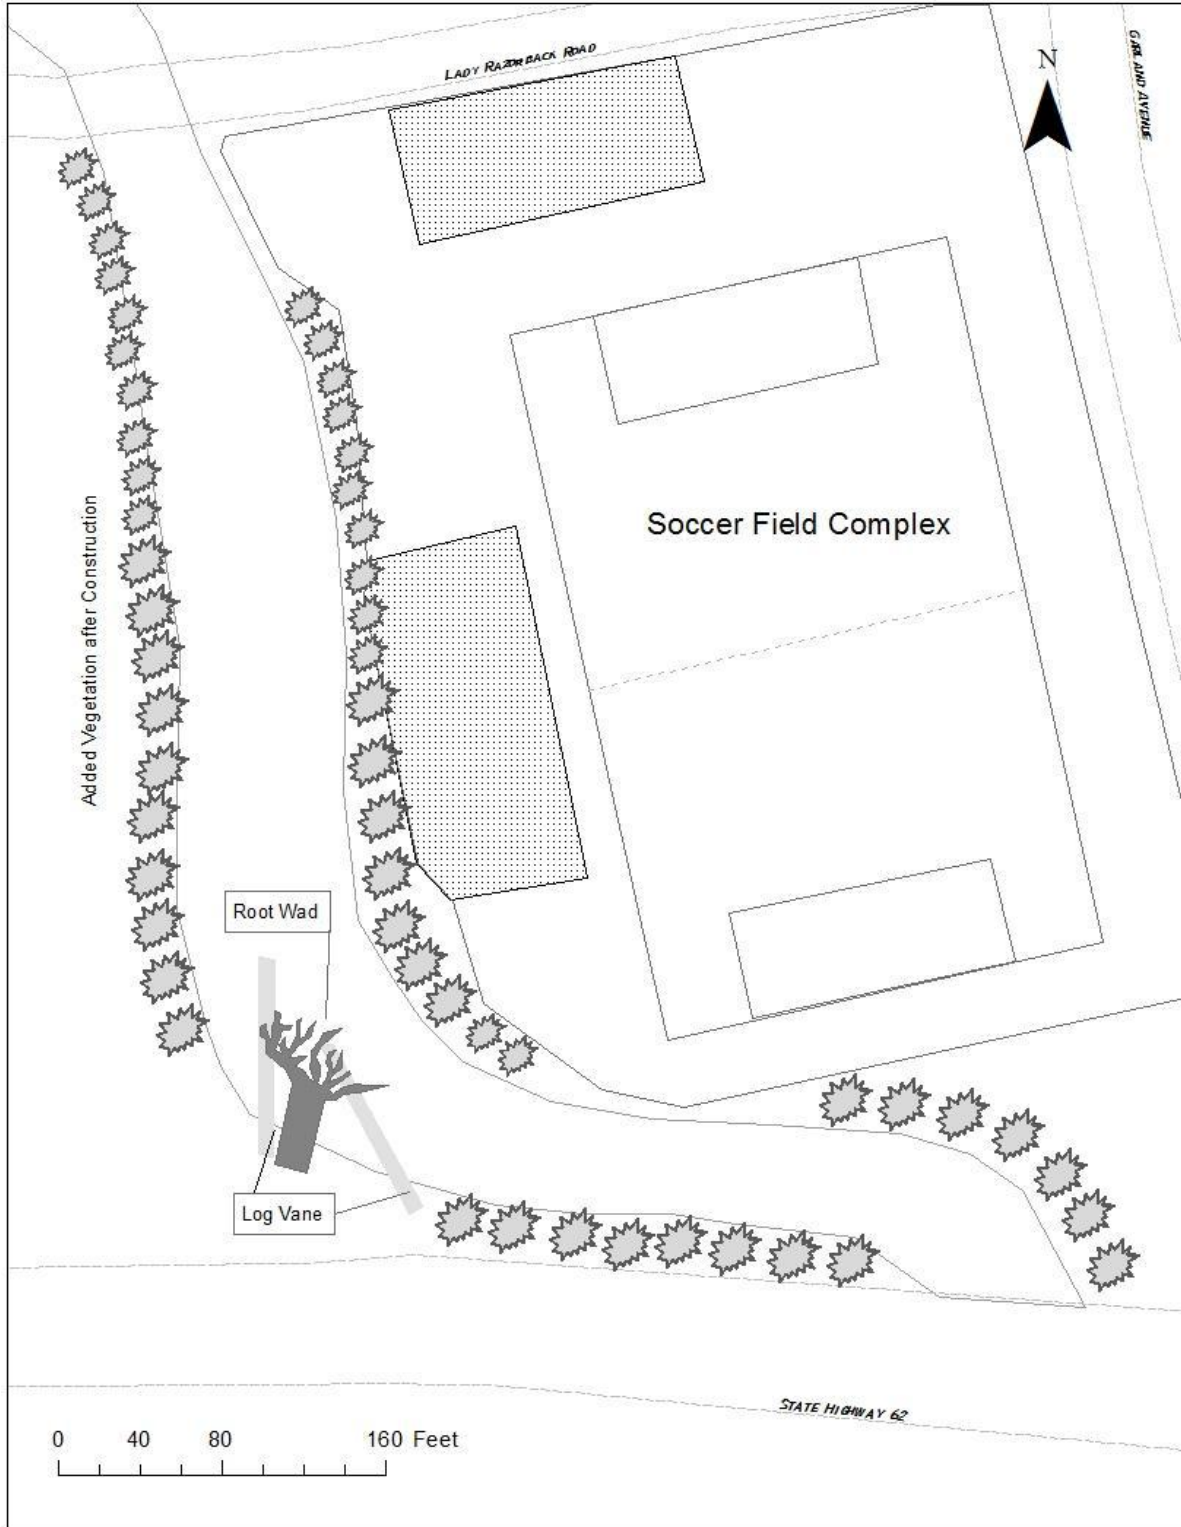 LADY RAZORBACK ROAD
N
GARLAND AVENUE
Soccer Field Complex
Added Vegetation after Construction
Root Wad
Log Vane
STATE HIGHWAY 62
0 40 80 160 Feet